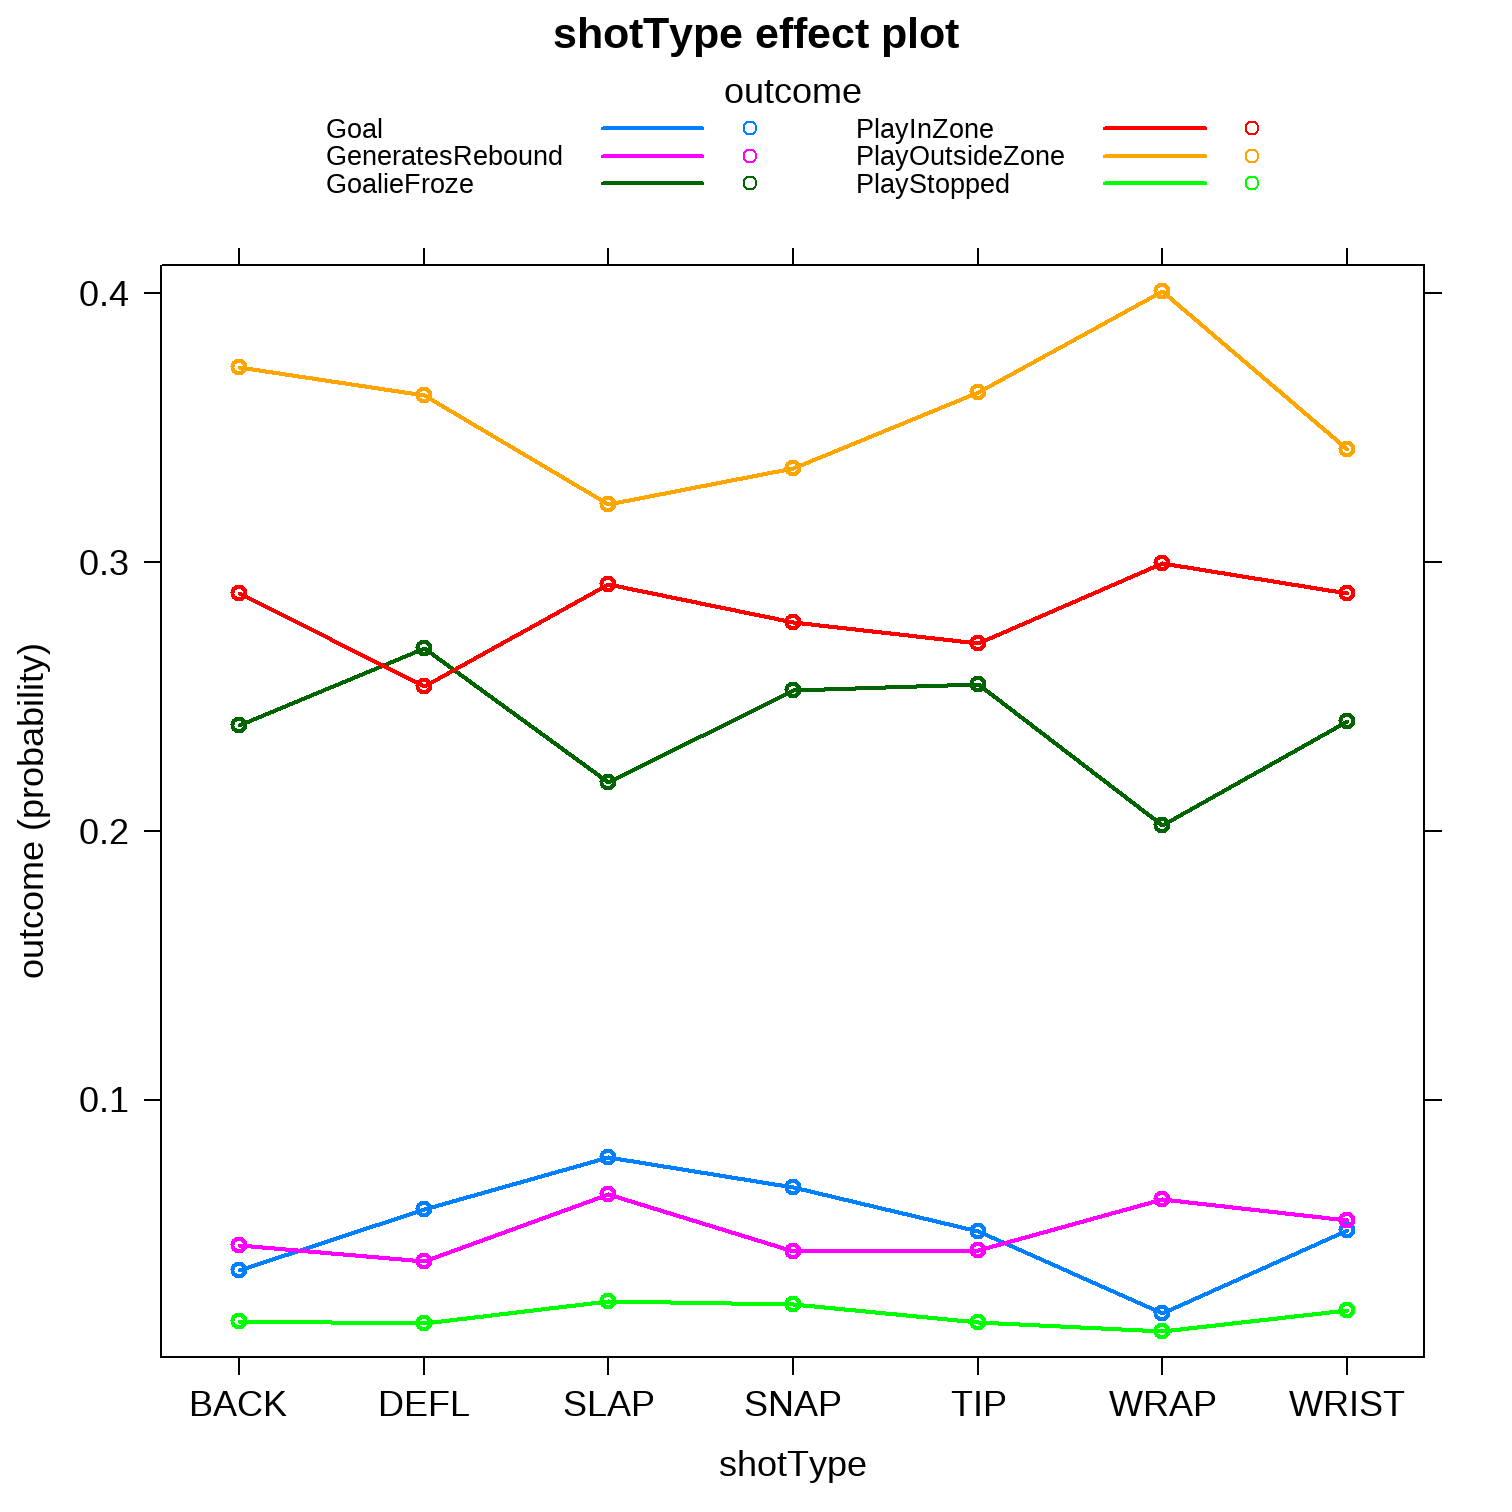 shotType effect plot
outcome
Goal
GeneratesRebound
GoalieFroze
PlayInZone
PlayOutsideZone
PlayStopped
outcome (probability)
0.4
0.3
0.2
0.1
BACK DEFL SLAP SNAP TIP WRAP WRIST
shotType